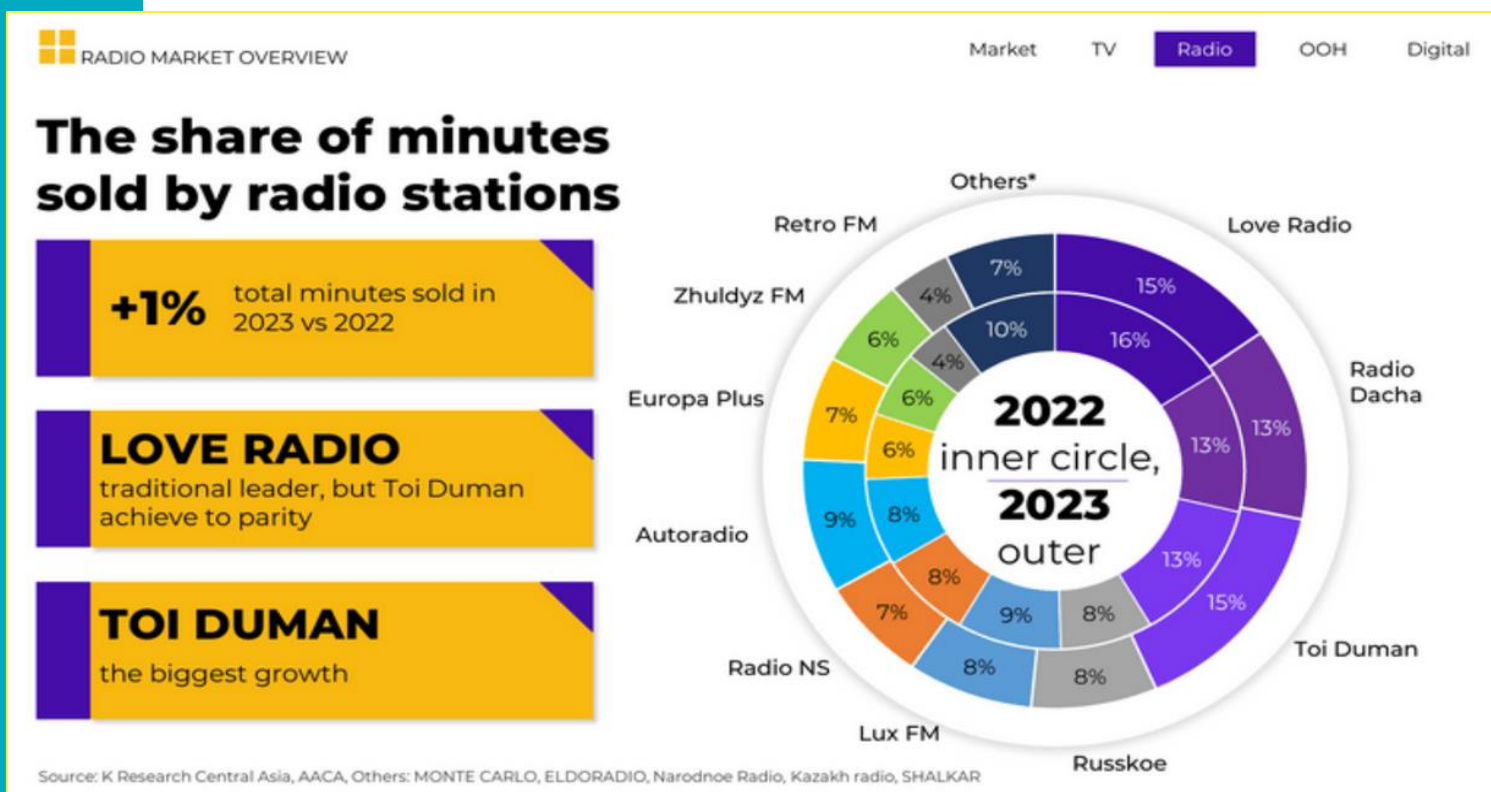 RADIO MARKET OVERVIEW
Market TV Radio OOH Digital
The share of minutes
sold by radio stations
+1%
total minutes sold in
2023 vs 2022
LOVE RADIO
traditional leader, but Toi Duman
achieve to parity
TOI DUMAN
the biggest growth
Others*
Love Radio
Radio
Dacha
Toi Duman
Russkoe
Lux FM
Radio NS
Autoradio
Europa Plus
Zhuldyz FM
Retro FM
15%
13%
15%
8%
8%
7%
9%
7%
6%
4%
7%
16%
13%
13%
8%
9%
8%
8%
6%
6%
4%
10%
2022
inner circle,
2023
outer
Source: K Research Central Asia, AACA, Others: MONTE CARLO, ELDORADIO, Narodnoe Radio, Kazakh radio, SHALKAR